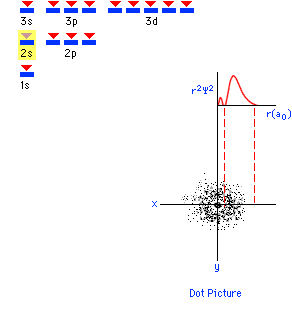 3s 3p 3d
2s 2p
1s
r²Ψ²
r(a₀)
x
y
Dot Picture